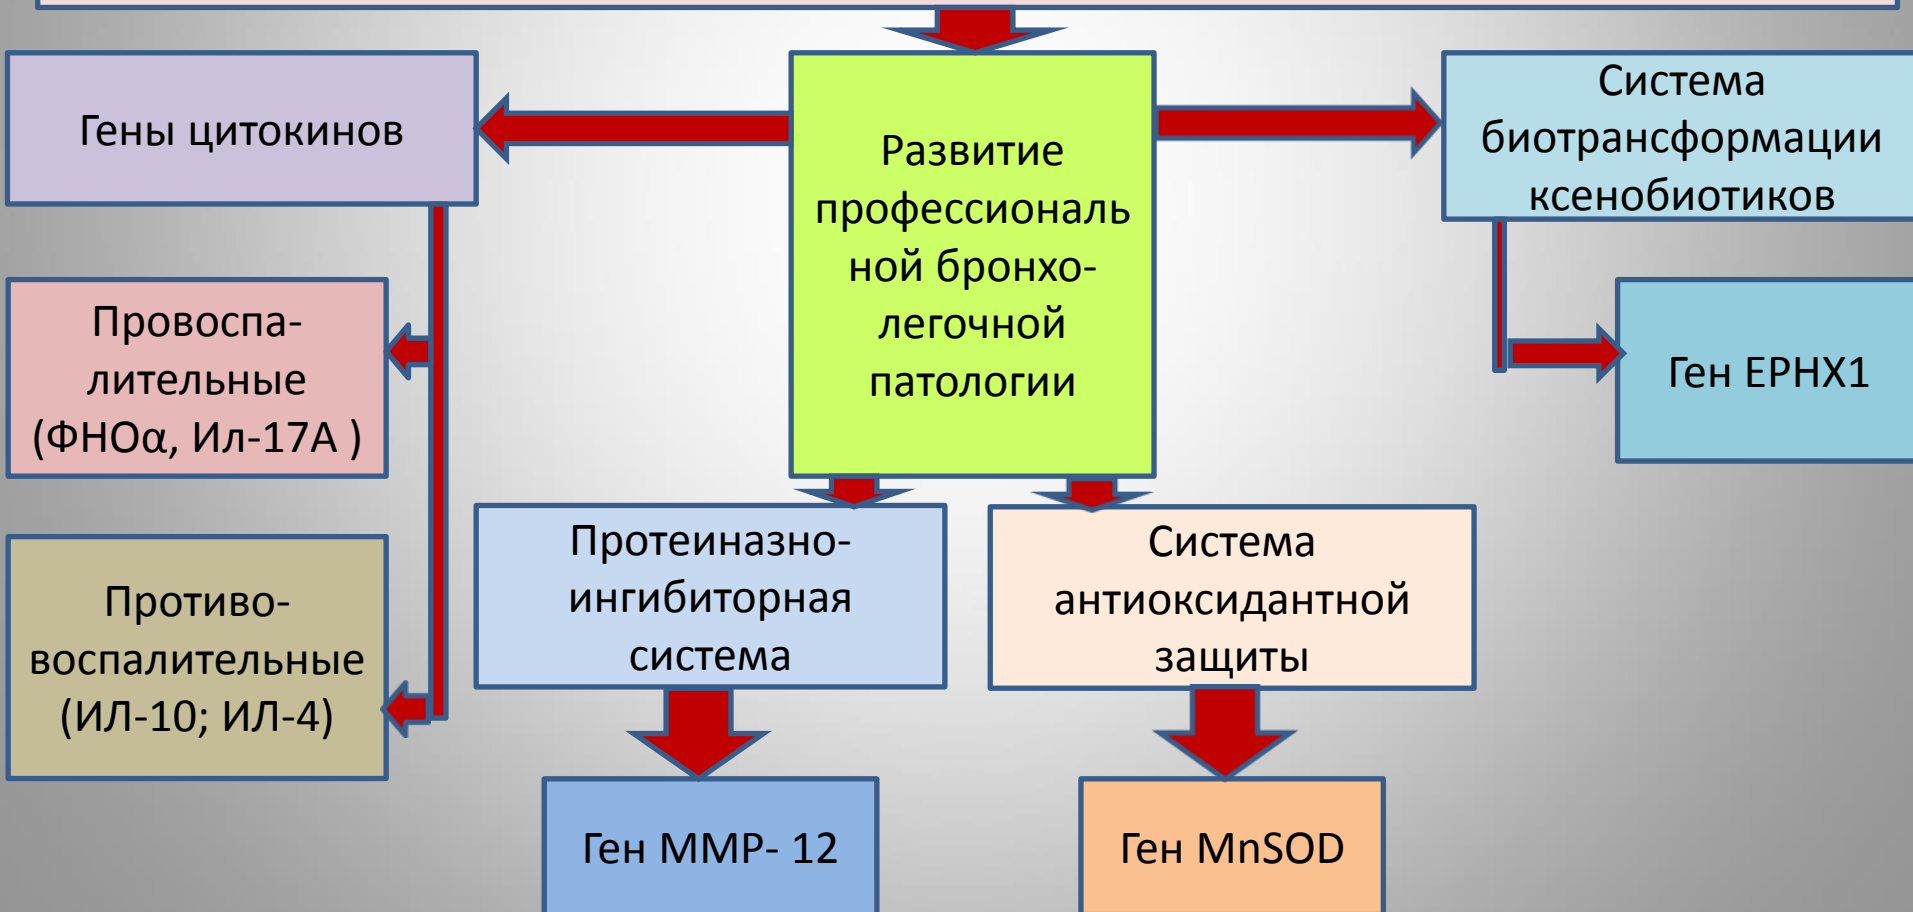 Гены цитокинов
Развитие
профессиональ
ной бронхо-
легочной
патологии
Система
биотрансформации
ксенобиотиков
Провоспа-
лительные
(ФНОα, Ил-17А )
Ген EPHX1
Противо-
воспалительные
(ИЛ-10; ИЛ-4)
Протеиназно-
ингибиторная
система
Система
антиоксидантной
защиты
Ген ММР- 12
Ген MnSOD